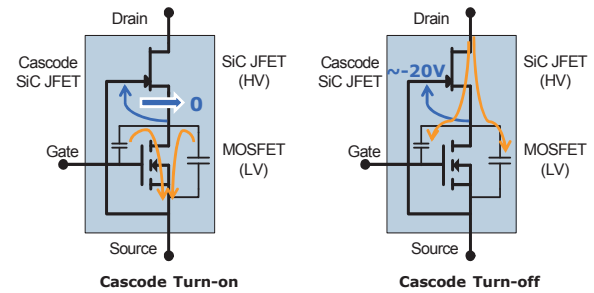 Drain
Cascode
SiC JFET
SiC JFET
(HV)
0
Gate
MOSFET
(LV)
Source
Cascode Turn-on
Drain
Cascode
SiC JFET
~-20V
SiC JFET
(HV)
Gate
MOSFET
(LV)
Source
Cascode Turn-off